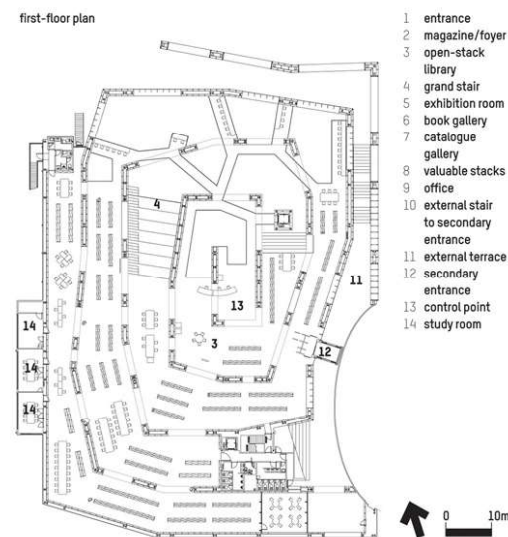 first-floor plan
1 entrance
2 magazine/foyer
3 open-stack
library
4 grand stair
5 exhibition room
6 book gallery
7 catalogue
gallery
8 valuable stacks
9 office
10 external stair
to secondary
entrance
11 external terrace
12 secondary
entrance
13 control point
14 study room
4
11
13
14
3
12
14
14
0 10m